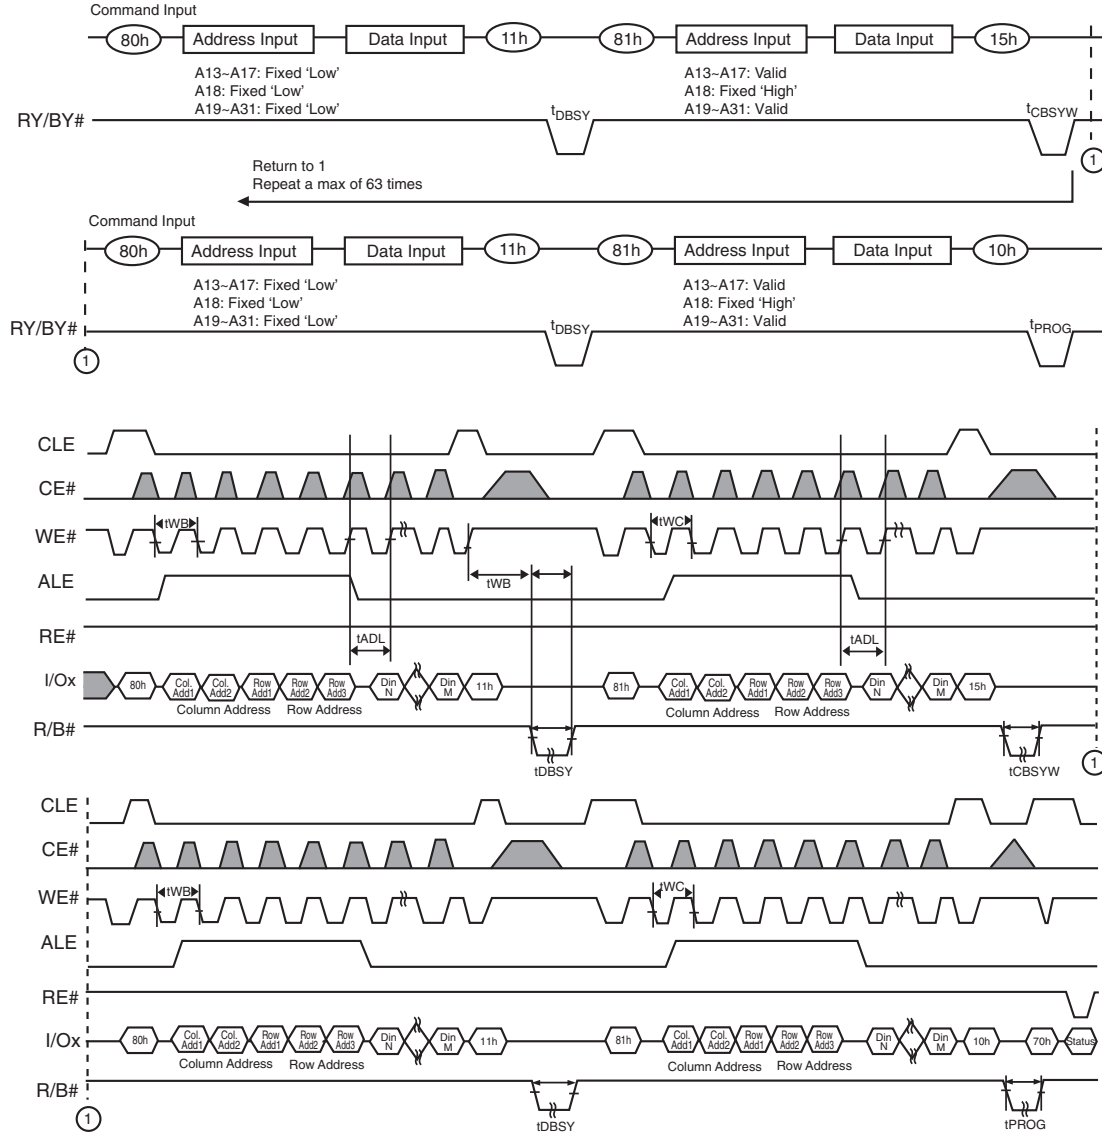 Command Input
80h Address Input Data Input 11h 81h Address Input Data Input 15h
A13~A17: Fixed 'Low' A13~A17: Valid
A18: Fixed 'Low' A18: Fixed 'High'
A19~A31: Fixed 'Low' A19~A31: Valid
RY/BY# tDBSY tCBSYW
1
Return to 1
Repeat a max of 63 times
Command Input
80h Address Input Data Input 11h 81h Address Input Data Input 10h
A13~A17: Fixed 'Low' A13~A17: Valid
A18: Fixed 'Low' A18: Fixed 'High'
A19~A31: Fixed 'Low' A19~A31: Valid
RY/BY# tDBSY tPROG
1
CLE
CE#
WE# tWB tWC
ALE tWB
RE#
tADL tADL
I/Ox 80h Col. Add1 Col. Add2 Row Add1 Row Add2 Row Add3 Din N Din M 11h 81h Col. Add1 Col. Add2 Row Add1 Row Add2 Row Add3 Din N Din M 15h
Column Address Row Address Column Address Row Address
R/B#
tDBSY tCBSYW 1
CLE
CE#
WE# tWB tWC
ALE
RE#
I/Ox 80h Col. Add1 Col. Add2 Row Add1 Row Add2 Row Add3 Din N Din M 11h 81h Col. Add1 Col. Add2 Row Add1 Row Add2 Row Add3 Din N Din M 10h 70h Status
Column Address Row Address Column Address Row Address
R/B#
1 tDBSY tPROG